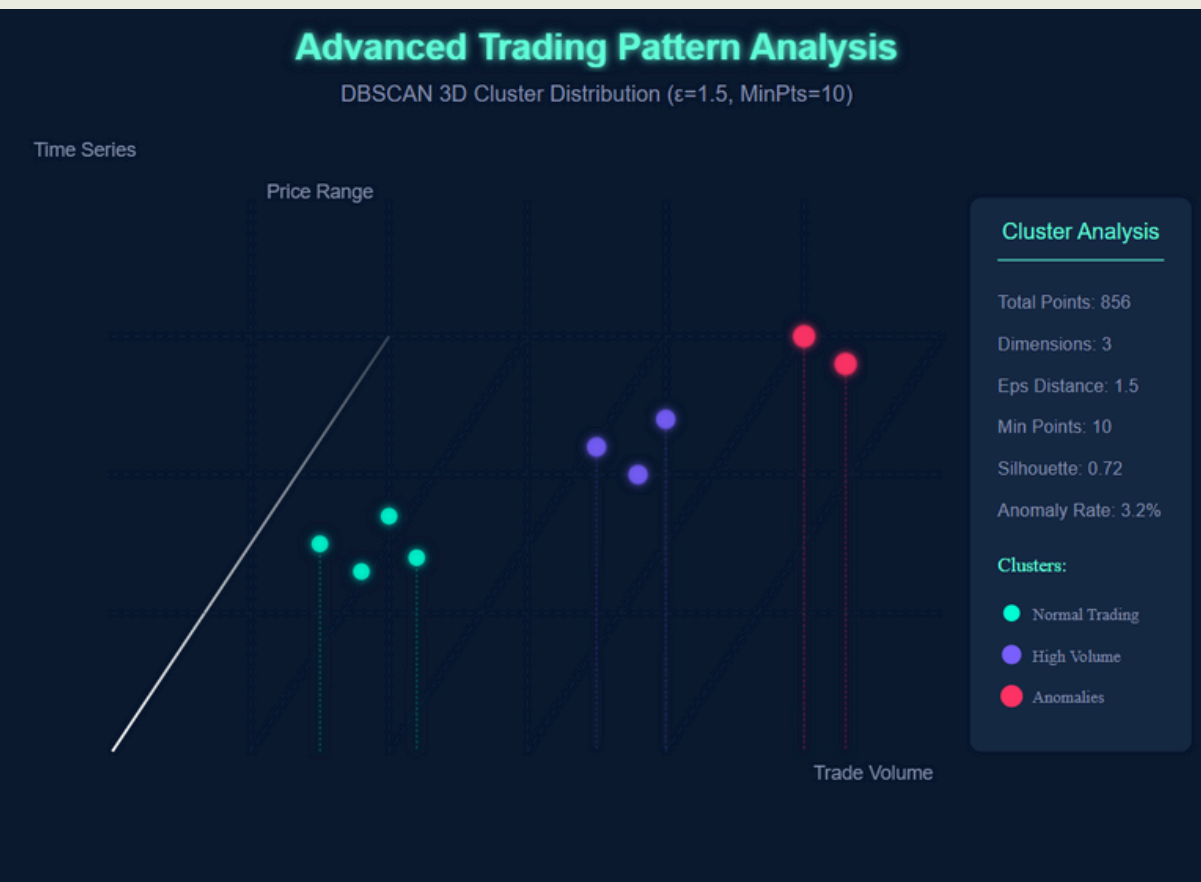 Advanced Trading Pattern Analysis
DBSCAN 3D Cluster Distribution (ε=1.5, MinPts=10)
Time Series
Price Range
Trade Volume
Cluster Analysis
Total Points: 856
Dimensions: 3
Eps Distance: 1.5
Min Points: 10
Silhouette: 0.72
Anomaly Rate: 3.2%
Clusters:
Normal Trading
High Volume
Anomalies